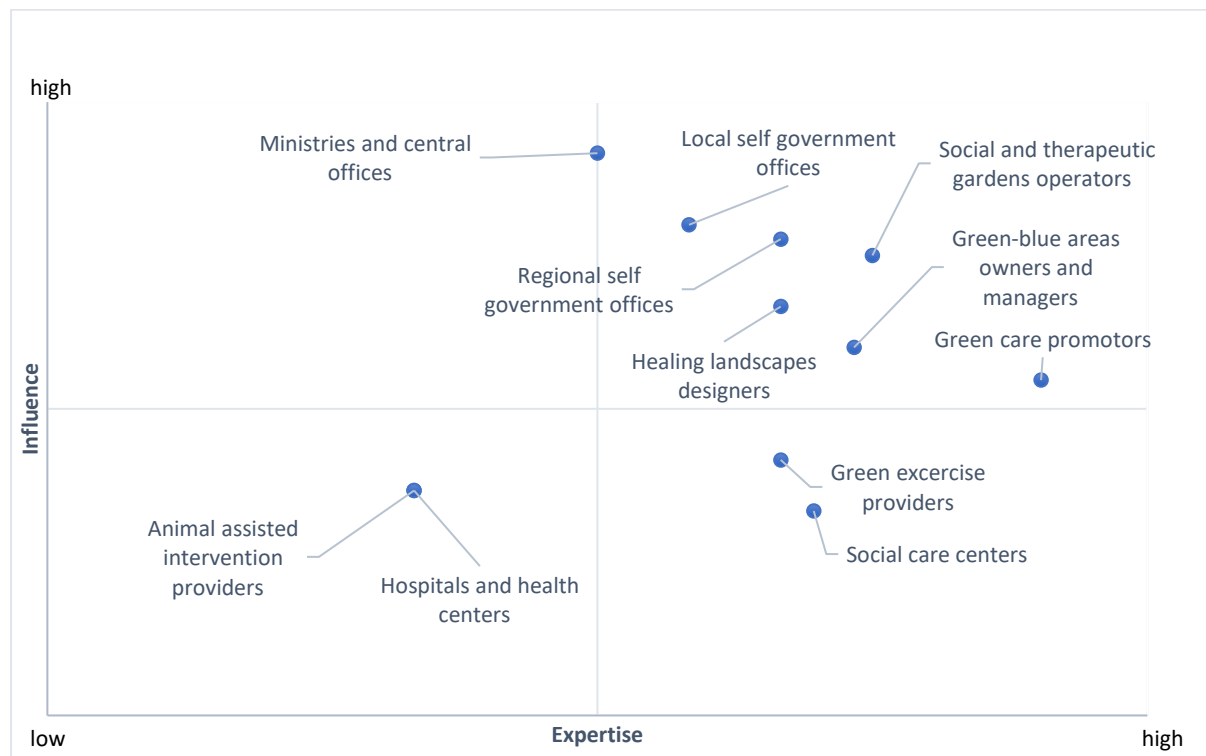 high
Ministries and central
offices
Local self government
offices
Social and therapeutic
gardens operators
Regional self
government offices
Green-blue areas
owners and
managers
Healing landscapes
designers
Green care promotors
Influence
Animal assisted
intervention
providers
Hospitals and health
centers
Green excercise
providers
Social care centers
low
Expertise
high